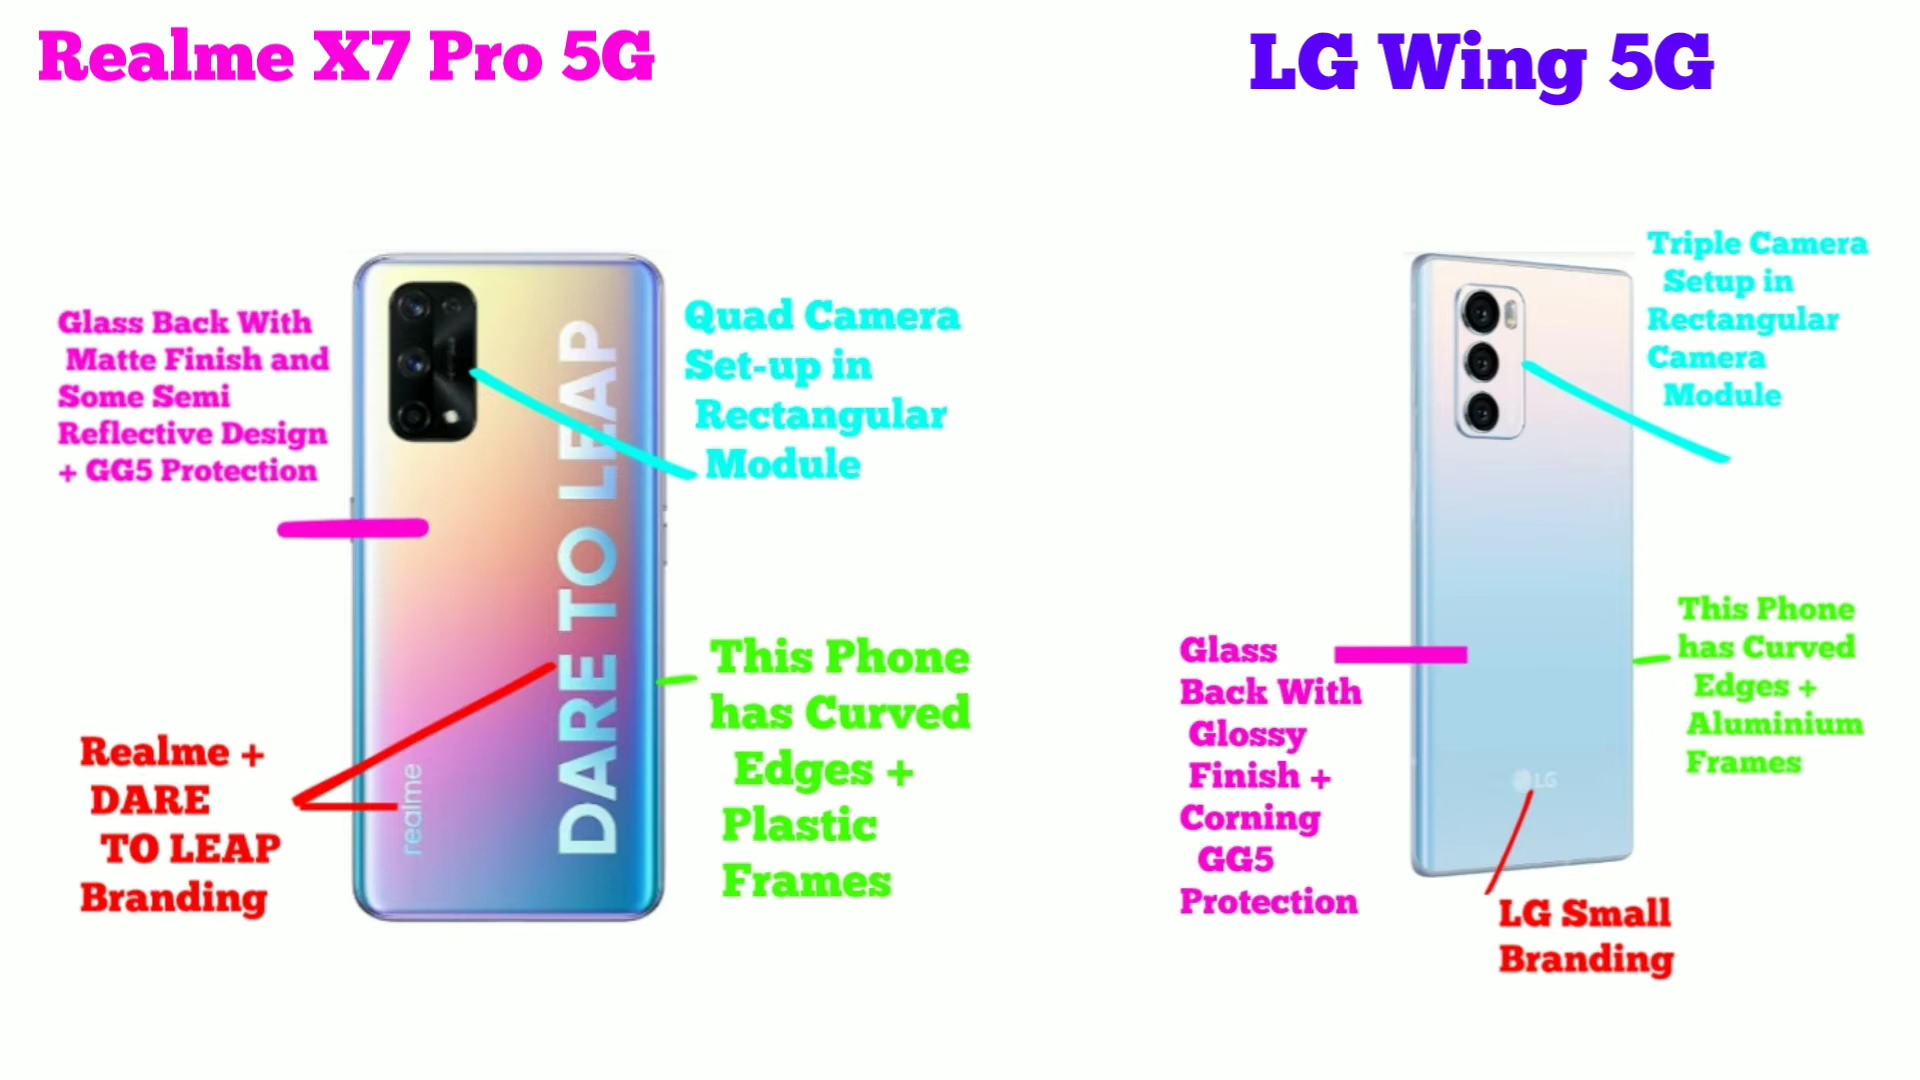 Realme X7 Pro 5G
LG Wing 5G
Glass Back With
Matte Finish and
Some Semi
Reflective Design
+ GG5 Protection
Quad Camera
Set-up in
Rectangular
Module
DARE TO LEAP
realme
Realme +
DARE
TO LEAP
Branding
This Phone
has Curved
Edges +
Plastic
Frames
Triple Camera
Setup in
Rectangular
Camera
Module
Glass
Back With
Glossy
Finish +
Corning
GG5
Protection
This Phone
has Curved
Edges +
Aluminium
Frames
LG
LG Small
Branding